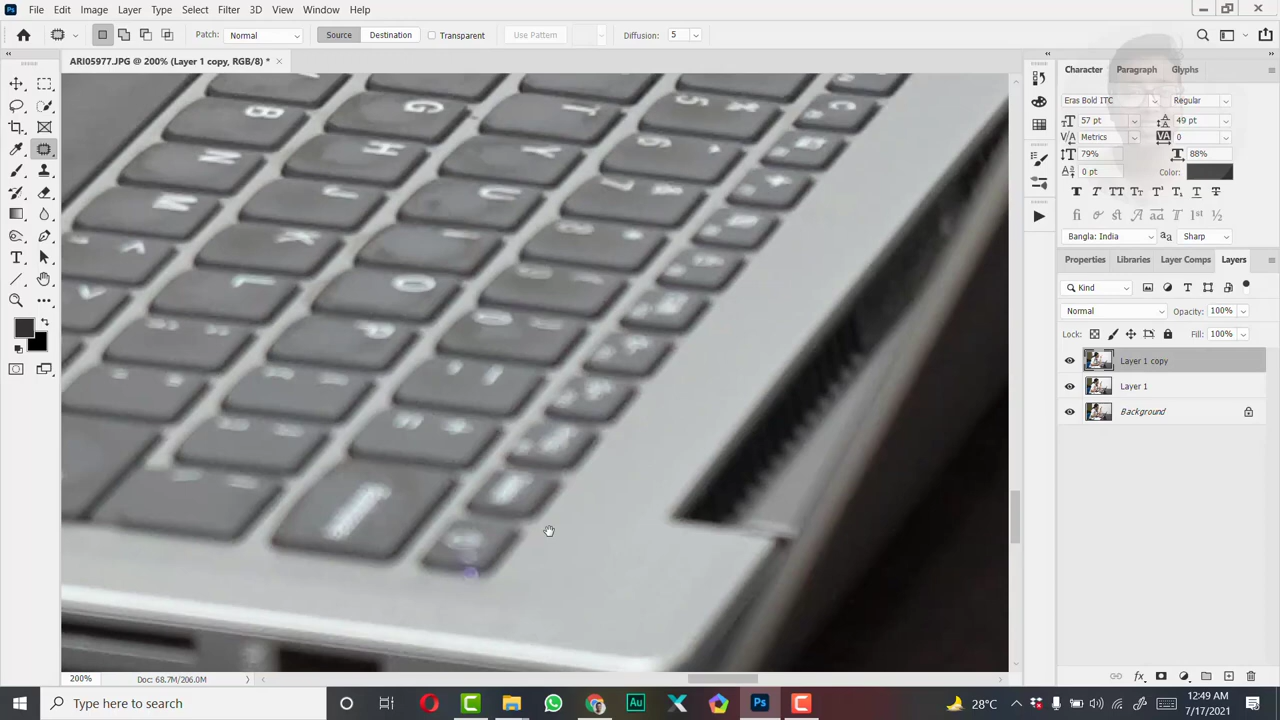 File Edit Image Layer Type Select Filter 3D View Window Help
Patch: Normal Source Destination Transparent Use Pattern Diffusion: 5
ARI05977.JPG @ 200% (Layer 1 copy, RGB/8) * ×
Character Paragraph Glyphs
Eras Bold ITC Regular
57 pt 49 pt
Metrics 0
79% 88%
0 pt Color:
Bangla: India Sharp
Properties Libraries Layer Comps Layers
Kind
Normal Opacity: 100%
Lock: Fill: 100%
Layer 1 copy
Layer 1
Background
B G T 5 %
N H Y 6 ^
M J U 7 &
< K I 8 *
> L O
P
200% Doc: 68.7M/206.0M
Type here to search
28°C
12:49 AM
7/17/2021